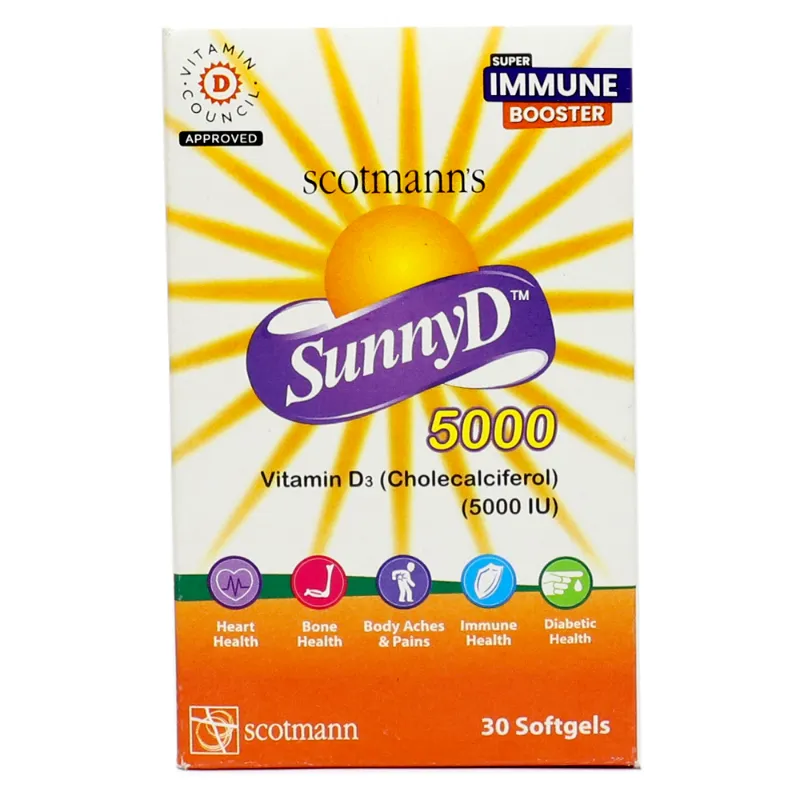 VITAMIN
D
COUNCIL
APPROVED
SUPER
IMMUNE
BOOSTER
scotmann's
SunnyD™
5000
Vitamin D3 (Cholecalciferol)
(5000 IU)
Heart
Health
Bone
Health
Body Aches
& Pains
Immune
Health
Diabetic
Health
scotmann
30 Softgels